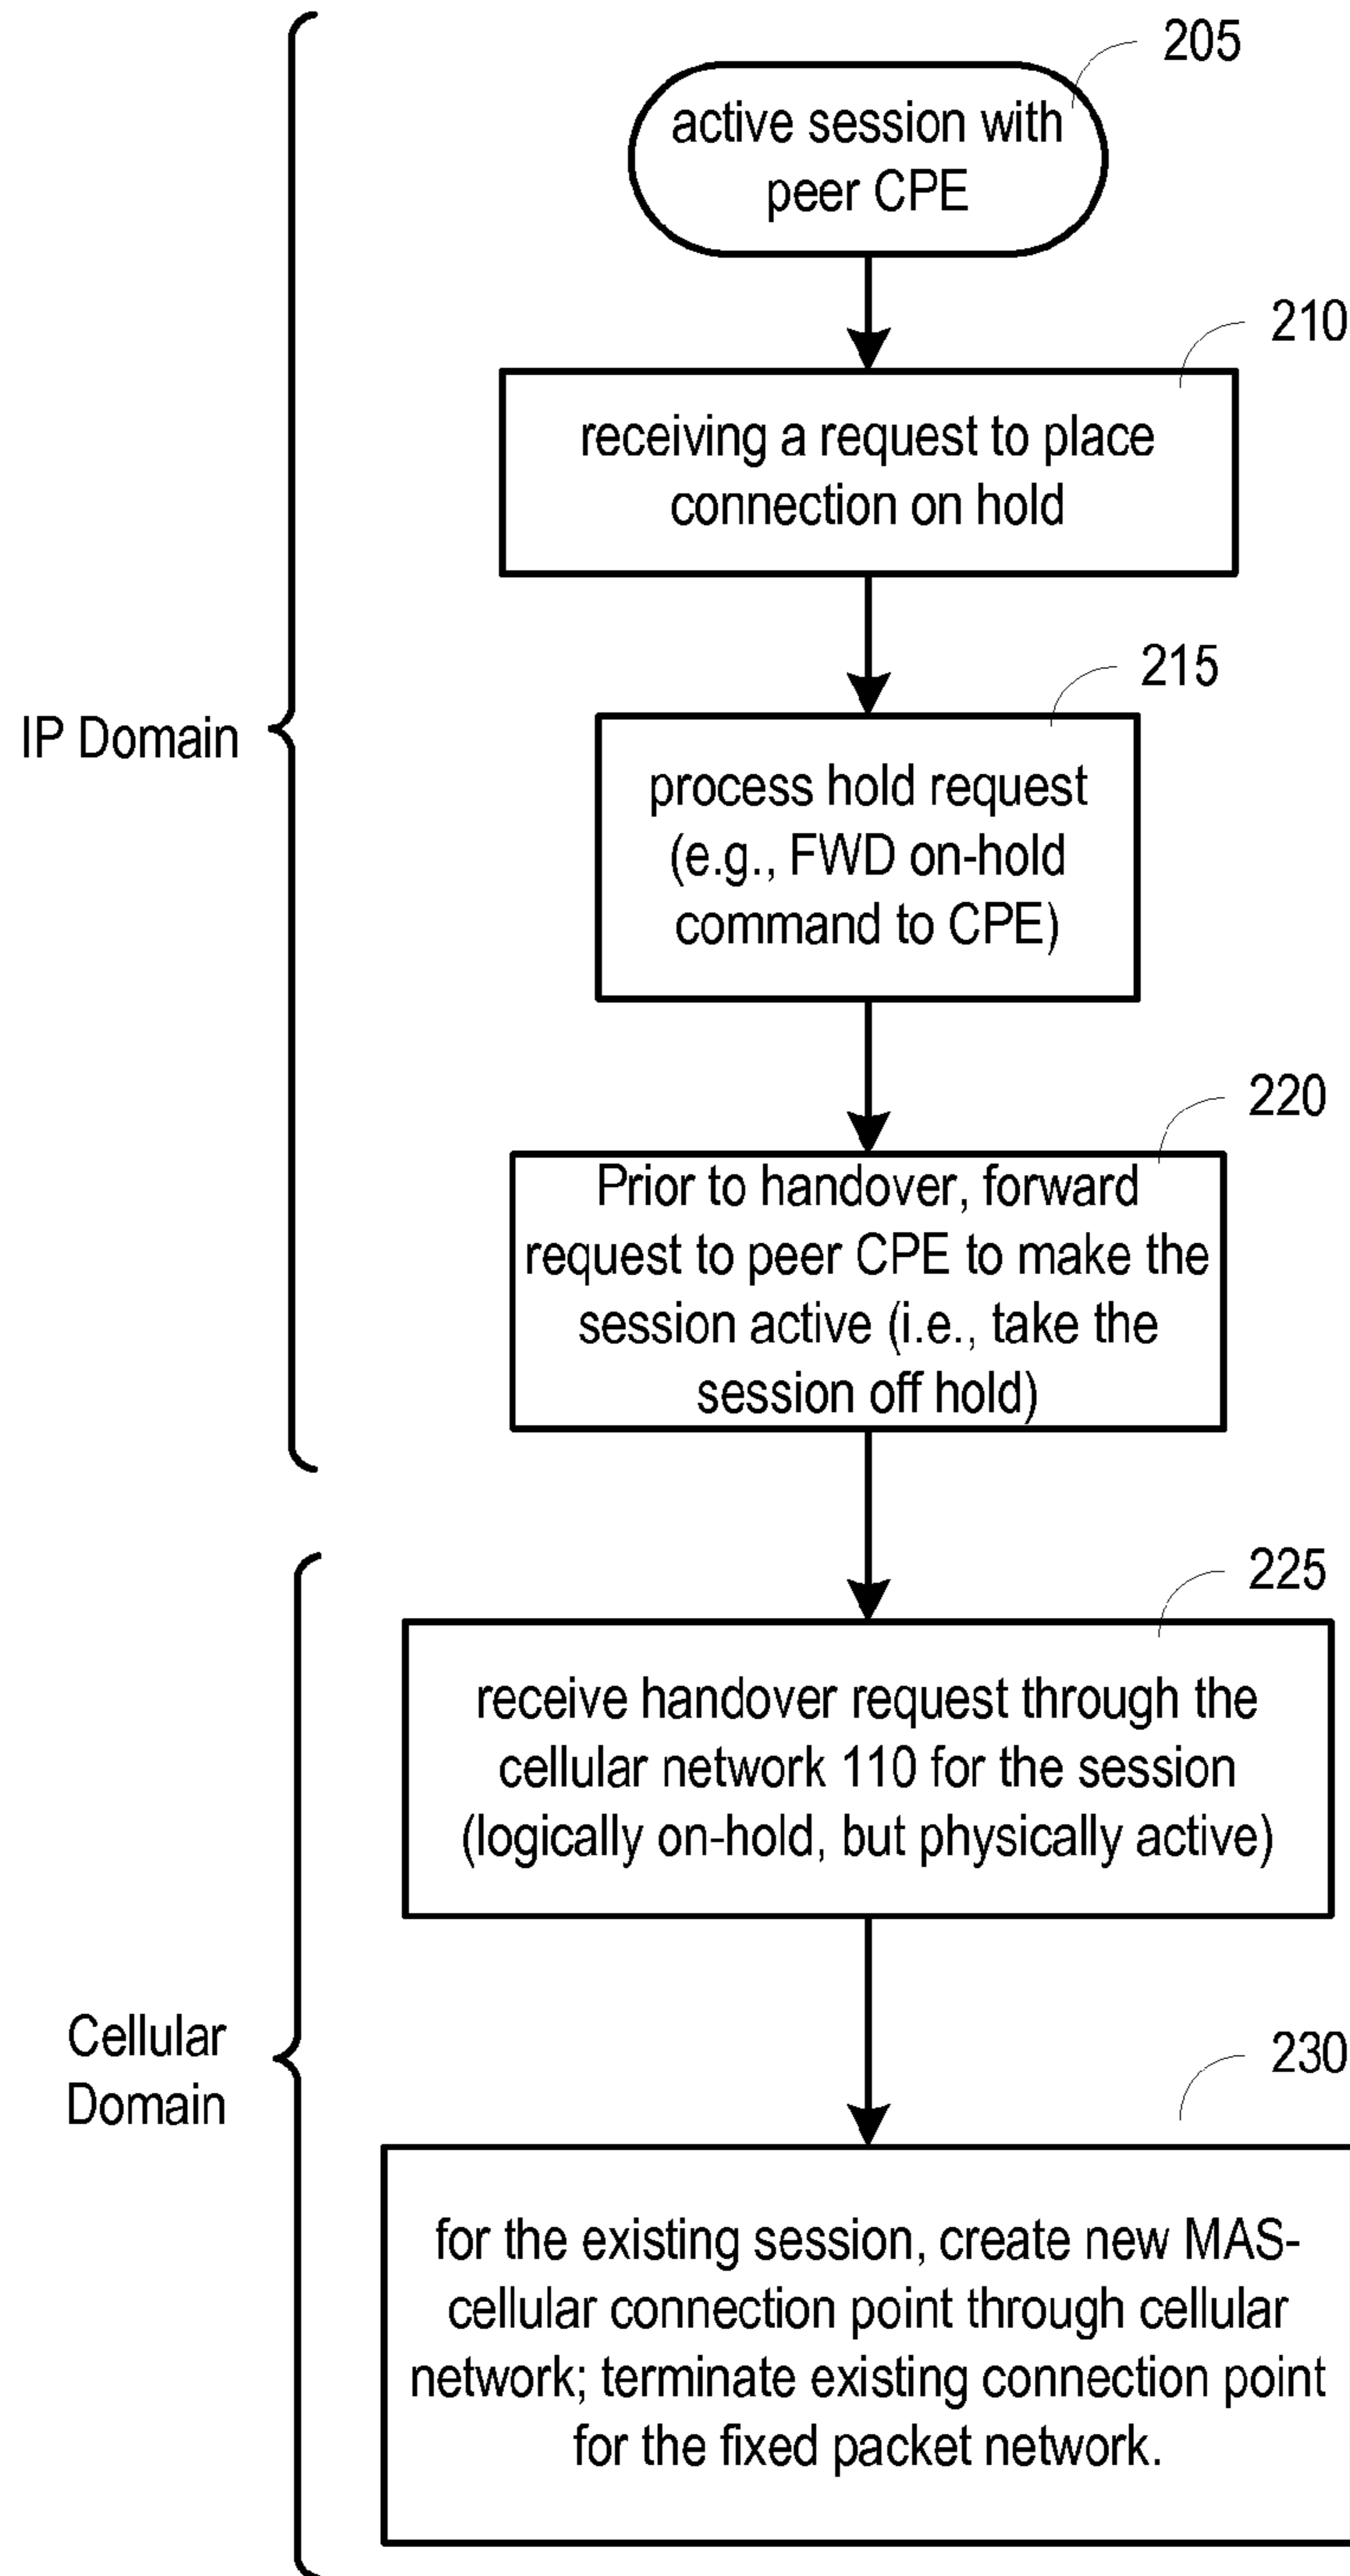 205
active session with
peer CPE
210
receiving a request to place
connection on hold
215
IP Domain
process hold request
(e.g., FWD on-hold
command to CPE)
220
Prior to handover, forward
request to peer CPE to make the
session active (i.e., take the
session off hold)
225
receive handover request through the
cellular network 110 for the session
(logically on-hold, but physically active)
Cellular
Domain
230
for the existing session, create new MAS-
cellular connection point through cellular
network; terminate existing connection point
for the fixed packet network.